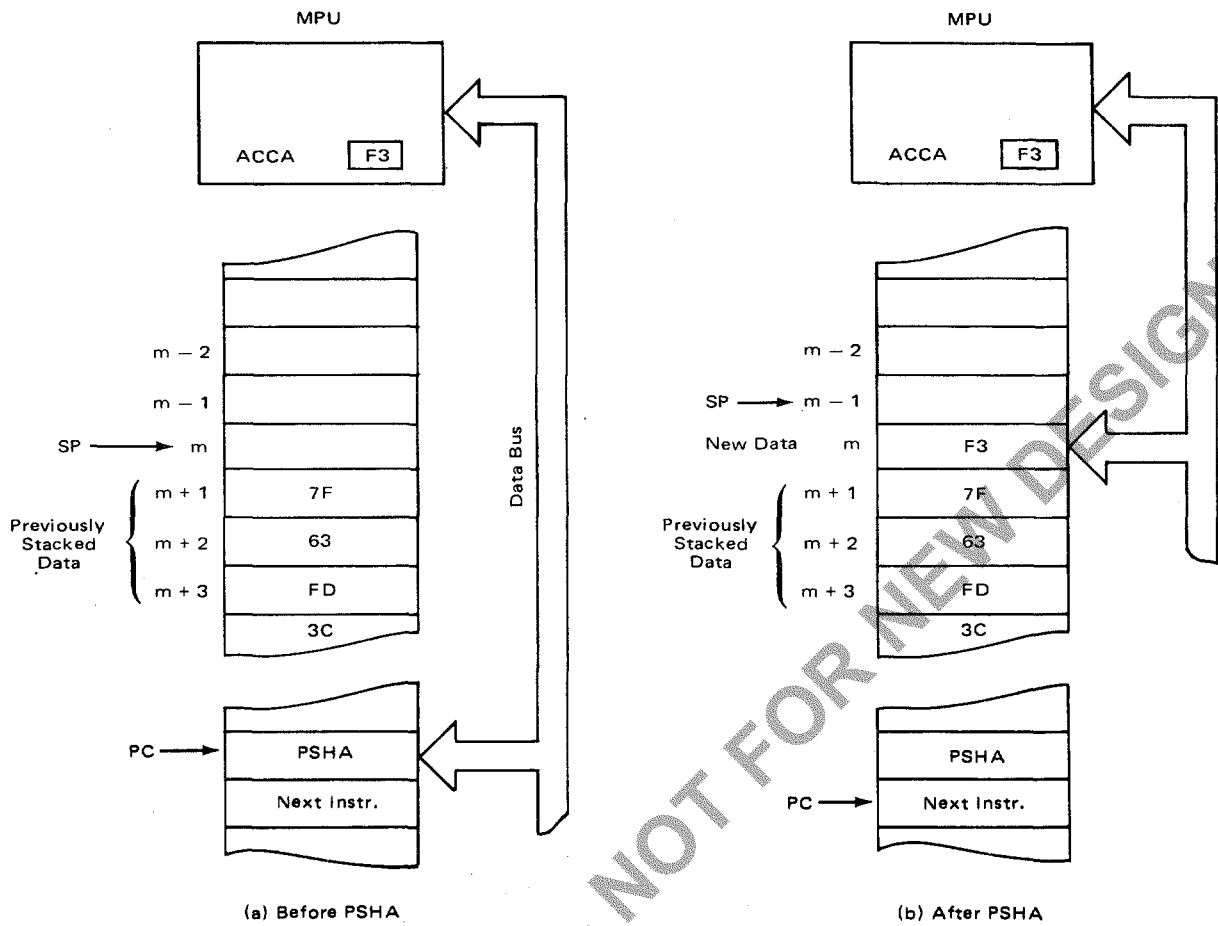 MPU
ACCA F3
m − 2
m − 1
SP m
m + 1 7F
Previously
Stacked
Data
m + 2 63
m + 3 FD
3C
Data Bus
PC PSHA
Next Instr.
(a) Before PSHA
MPU
ACCA F3
m − 2
SP m − 1
New Data m F3
m + 1 7F
Previously
Stacked
Data
m + 2 63
m + 3 FD
3C
PSHA
PC Next Instr.
(b) After PSHA
NOT FOR NEW DESIGN